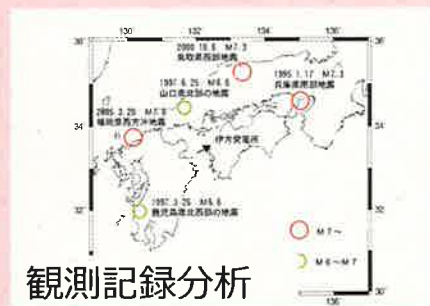 130゜ 132゜ 134゜ 136゜
36゜ 36゜
2000.10.6 M7.3
鳥取県西部地震
1997.6.25 M6.6
山口県北部の地震
1995.1.17 M7.3
兵庫県南部地震
2005.3.20 M7.0
福岡県西方沖地震
34゜ 34゜
伊方発電所
1997.3.26 M6.6
鹿児島県北西部の地震
32゜ 32゜
M7～
M6～M7
30゜
136゜
観測記録分析